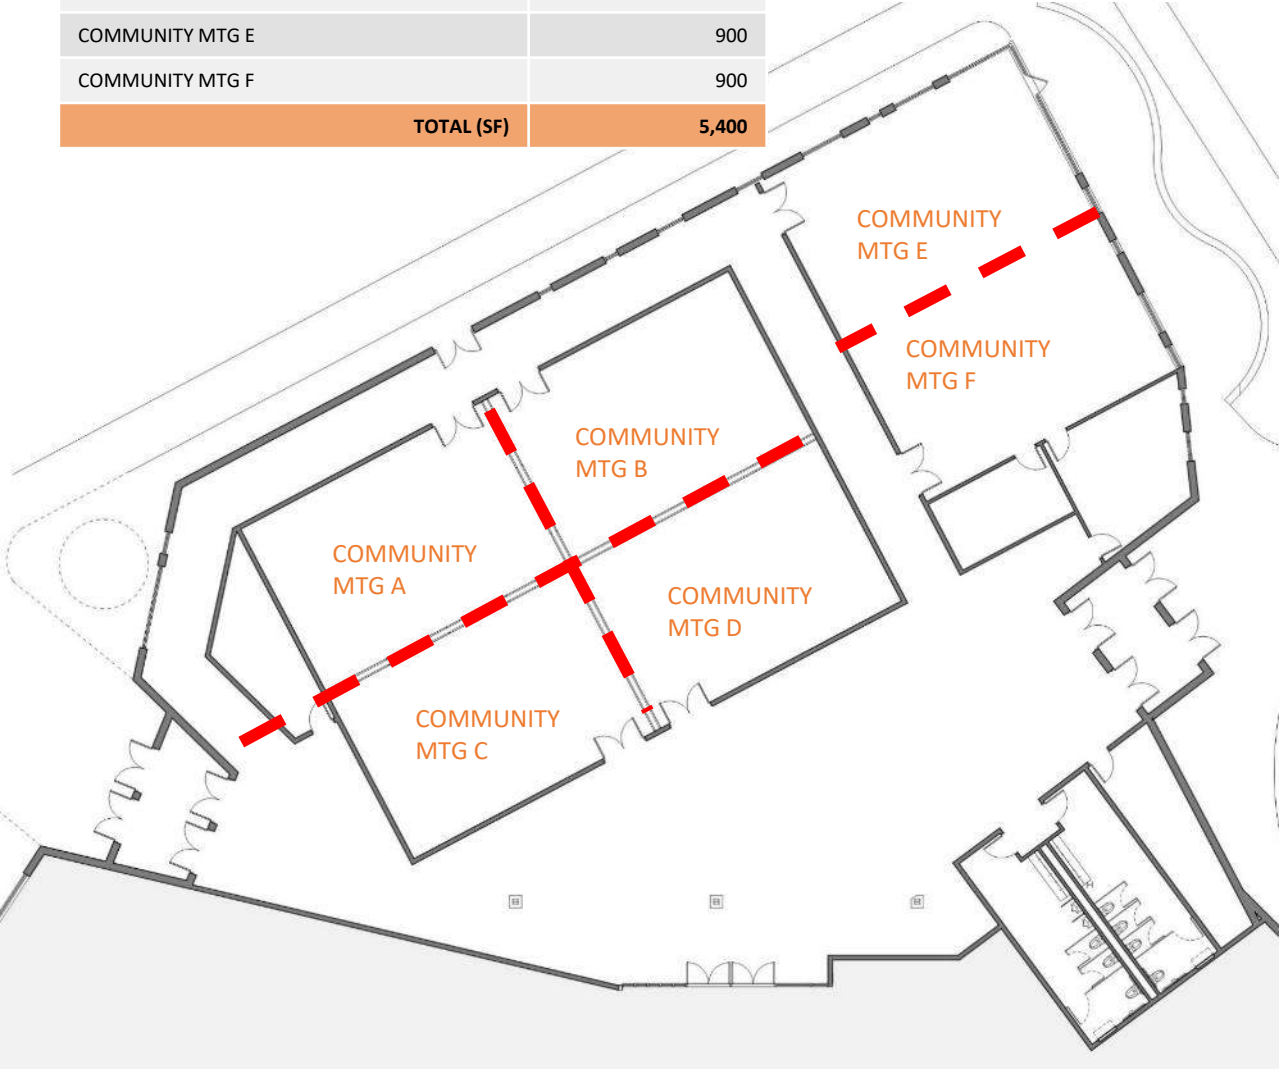 COMMUNITY MTG E 900
COMMUNITY MTG F 900
TOTAL (SF) 5,400
COMMUNITY
MTG E
COMMUNITY
MTG F
COMMUNITY
MTG B
COMMUNITY
MTG A
COMMUNITY
MTG D
COMMUNITY
MTG C